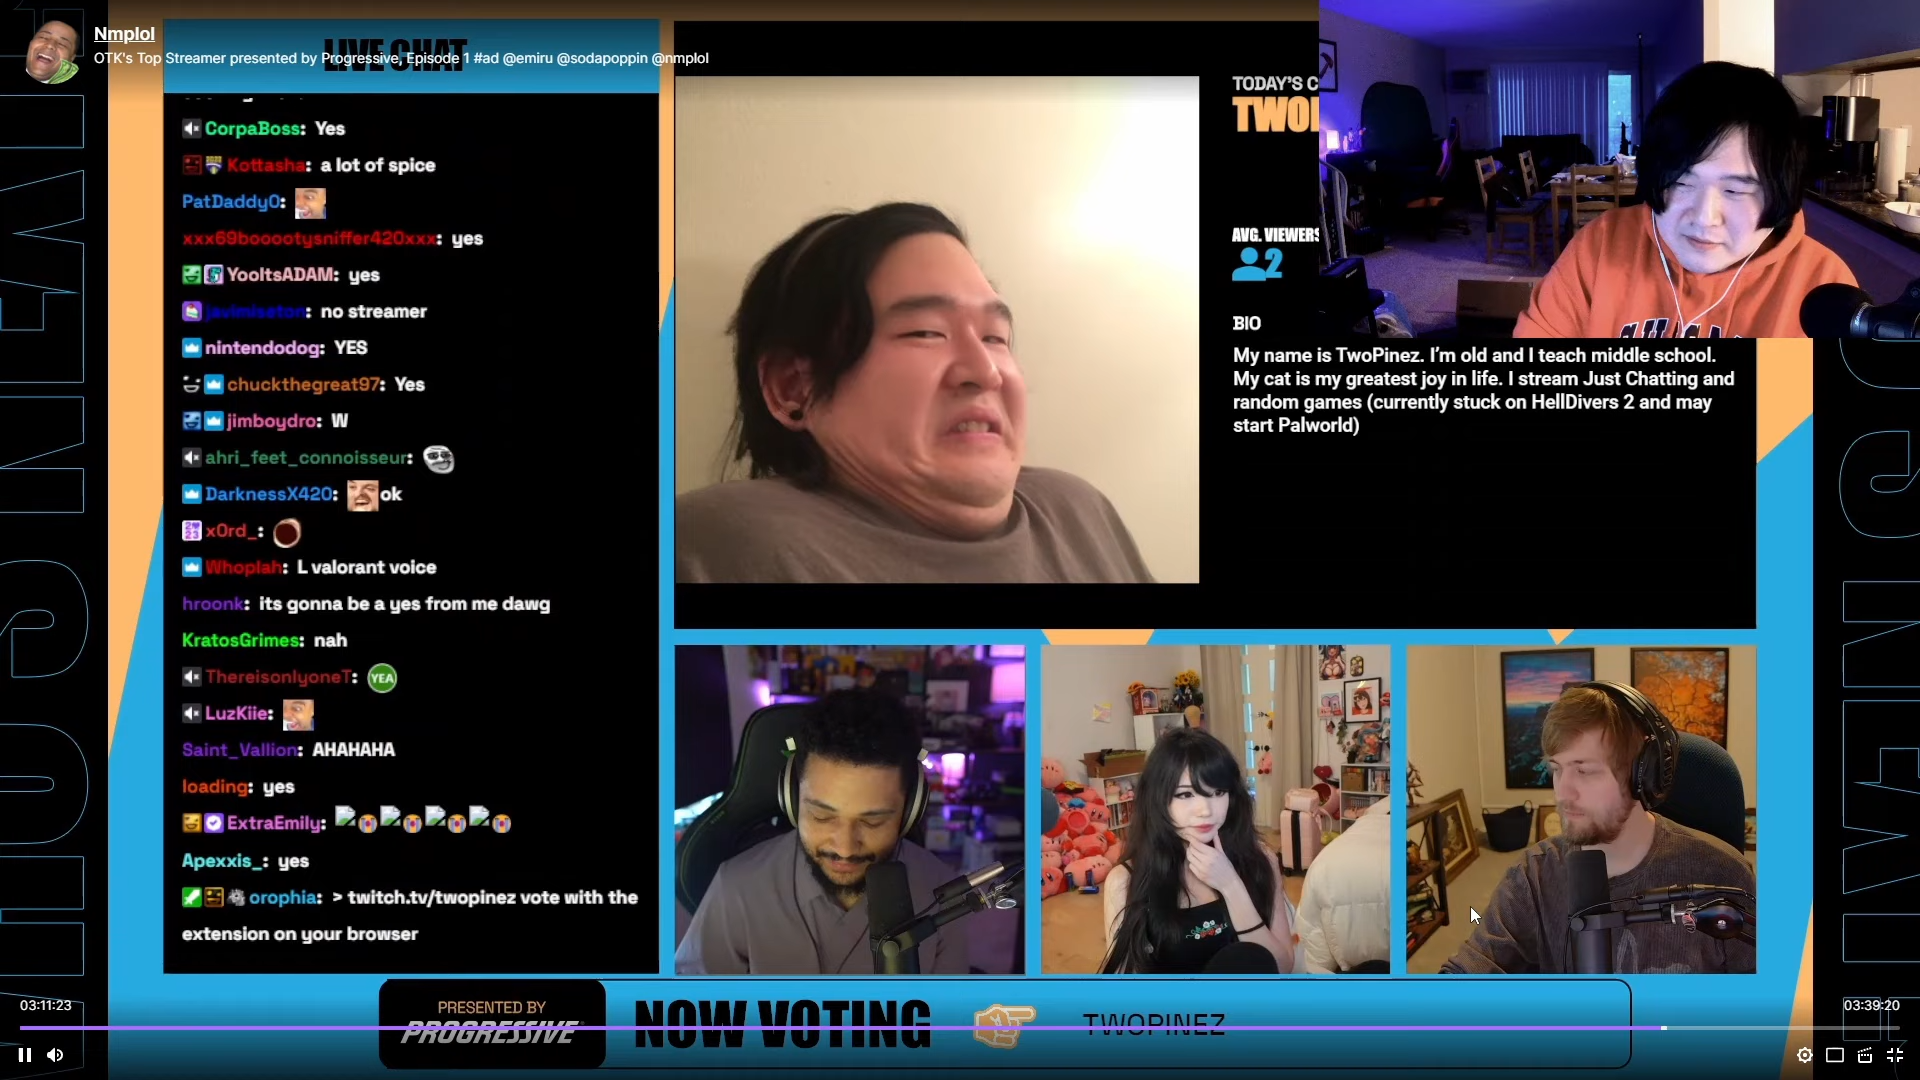 Nmplol
OTK's Top Streamer presented by Progressive, Episode 1 #ad @emiru @sodapoppin @nmplol
LIVE CHAT
CorpaBoss: Yes
Kottasha: a lot of spice
PatDaddyO:
xxx69booootysniffer420xxx: yes
YooItsADAM: yes
javimiseton: no streamer
nintendodog: YES
chuckthegreat97: Yes
jimboydro: W
ahri_feet_connoisseur:
DarknessX420: ok
x0rd_:
Whoplah: L valorant voice
hroonk: its gonna be a yes from me dawg
KratosGrimes: nah
ThereisonlyoneT: YEA
LuzKiie:
Saint_Vallion: AHAHAHA
loading: yes
ExtraEmily:
Apexxis_: yes
orophia: > twitch.tv/twopinez vote with the
extension on your browser
TODAY'S C
TWOP
AVG. VIEWERS
2
BIO
My name is TwoPinez. I'm old and I teach middle school.
My cat is my greatest joy in life. I stream Just Chatting and
random games (currently stuck on HellDivers 2 and may
start Palworld)
03:11:23
03:39:20
PRESENTED BY
PROGRESSIVE
NOW VOTING
TWOPINEZ